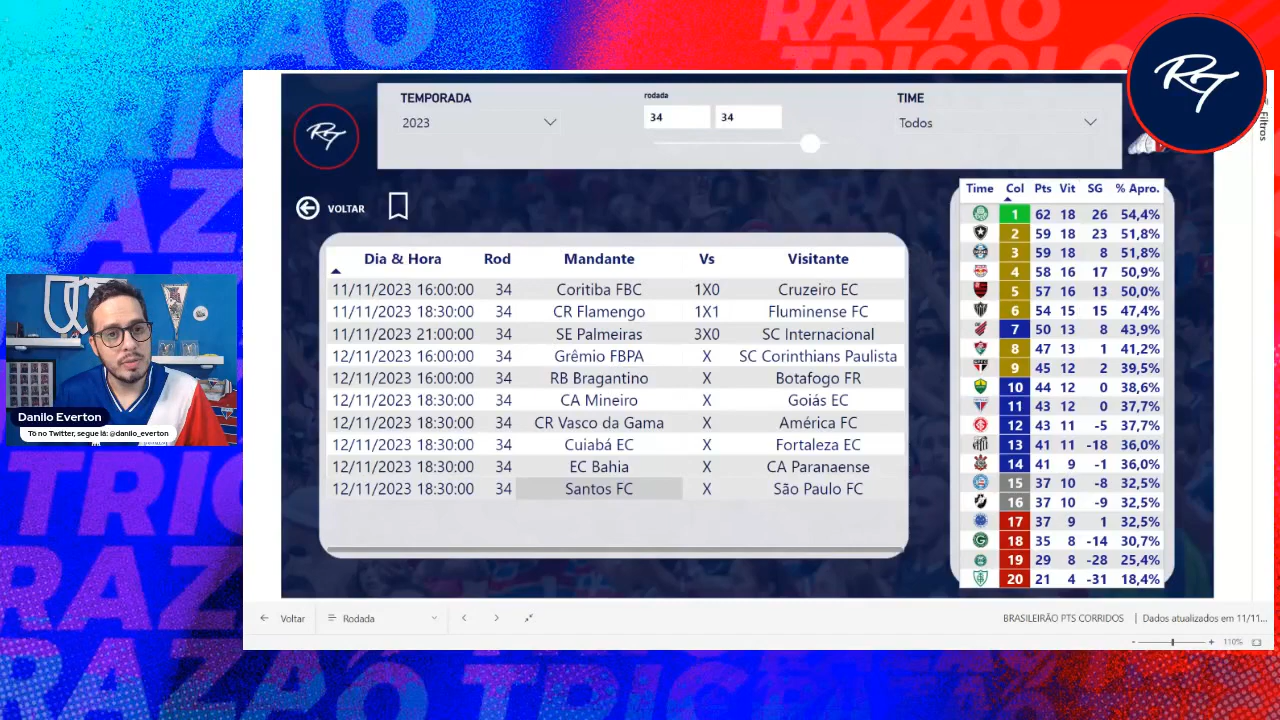 RAZÃO
TRICOLO
RT
TEMPORADA
2023
rodada
34 34
TIME
Todos
Filtros
RT
VOLTAR
Dia & Hora Rod Mandante Vs Visitante
11/11/2023 16:00:00 34 Coritiba FBC 1X0 Cruzeiro EC
11/11/2023 18:30:00 34 CR Flamengo 1X1 Fluminense FC
11/11/2023 21:00:00 34 SE Palmeiras 3X0 SC Internacional
12/11/2023 16:00:00 34 Grêmio FBPA X SC Corinthians Paulista
12/11/2023 16:00:00 34 RB Bragantino X Botafogo FR
12/11/2023 18:30:00 34 CA Mineiro X Goiás EC
12/11/2023 18:30:00 34 CR Vasco da Gama X América FC
12/11/2023 18:30:00 34 Cuiabá EC X Fortaleza EC
12/11/2023 18:30:00 34 EC Bahia X CA Paranaense
12/11/2023 18:30:00 34 Santos FC X São Paulo FC
Time Col Pts Vit SG % Apro.
1 62 18 26 54,4%
2 59 18 23 51,8%
3 59 18 8 51,8%
4 58 16 17 50,9%
5 57 16 13 50,0%
6 54 15 15 47,4%
7 50 13 8 43,9%
8 47 13 1 41,2%
9 45 12 2 39,5%
10 44 12 0 38,6%
11 43 12 0 37,7%
12 43 11 -5 37,7%
13 41 11 -18 36,0%
14 41 9 -1 36,0%
15 37 10 -8 32,5%
16 37 10 -9 32,5%
17 37 9 1 32,5%
18 35 8 -14 30,7%
19 29 8 -28 25,4%
20 21 4 -31 18,4%
Danilo Everton
Tô no Twitter, segue lá: @danilo_everton
Voltar Rodada
BRASILEIRÃO PTS CORRIDOS | Dados atualizados em 11/11...
- + 110%
TRIC
RAZÃO
RAZÃO TRICOLO